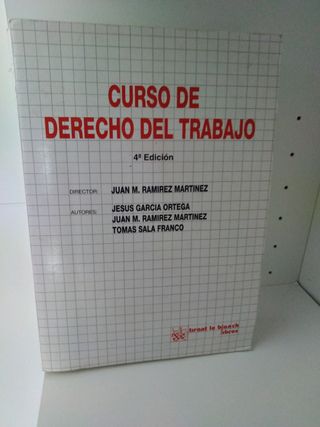 CURSO DE
DERECHO DEL TRABAJO
4ª Edición
DIRECTOR: JUAN M. RAMIREZ MARTINEZ
AUTORES: JESUS GARCIA ORTEGA
JUAN M. RAMIREZ MARTINEZ
TOMAS SALA FRANCO
tirant lo blanch
libros